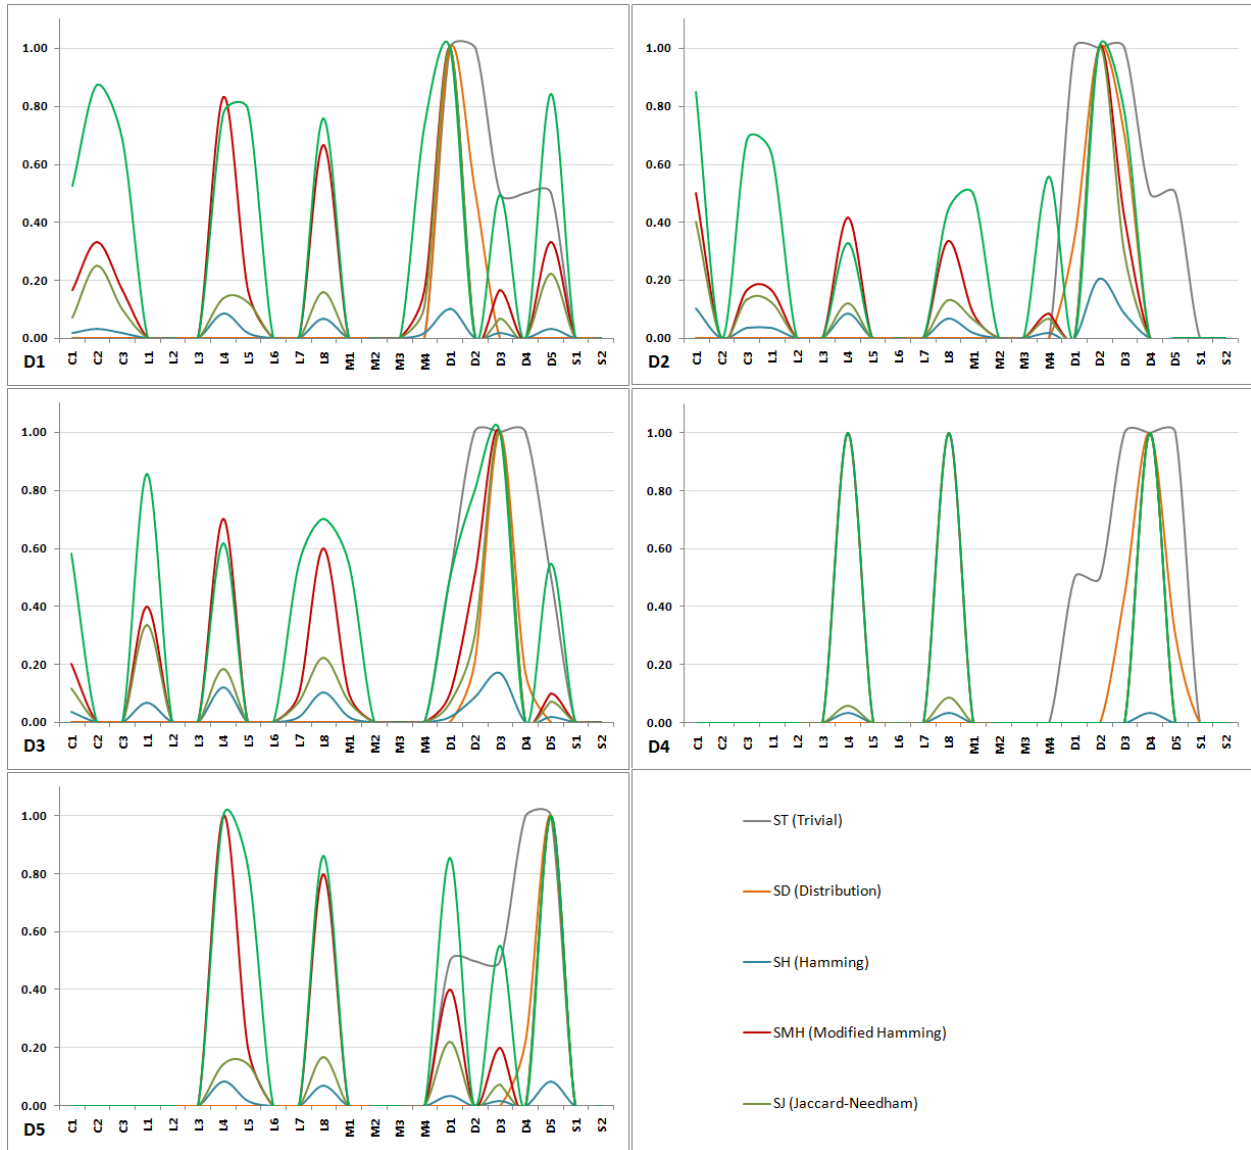 1.00
0.80
0.60
0.40
0.20
0.00
C1 C2 C3 L1 L2 L3 L4 L5 L6 L7 L8 M1 M2 M3 M4 D1 D2 D3 D4 D5 S1 S2
D1
1.00
0.80
0.60
0.40
0.20
0.00
C1 C2 C3 L1 L2 L3 L4 L5 L6 L7 L8 M1 M2 M3 M4 D1 D2 D3 D4 D5 S1 S2
D2
1.00
0.80
0.60
0.40
0.20
0.00
C1 C2 C3 L1 L2 L3 L4 L5 L6 L7 L8 M1 M2 M3 M4 D1 D2 D3 D4 D5 S1 S2
D3
1.00
0.80
0.60
0.40
0.20
0.00
C1 C2 C3 L1 L2 L3 L4 L5 L6 L7 L8 M1 M2 M3 M4 D1 D2 D3 D4 D5 S1 S2
D4
1.00
0.80
0.60
0.40
0.20
0.00
C1 C2 C3 L1 L2 L3 L4 L5 L6 L7 L8 M1 M2 M3 M4 D1 D2 D3 D4 D5 S1 S2
D5
ST (Trivial)
SD (Distribution)
SH (Hamming)
SMH (Modified Hamming)
SJ (Jaccard-Needham)